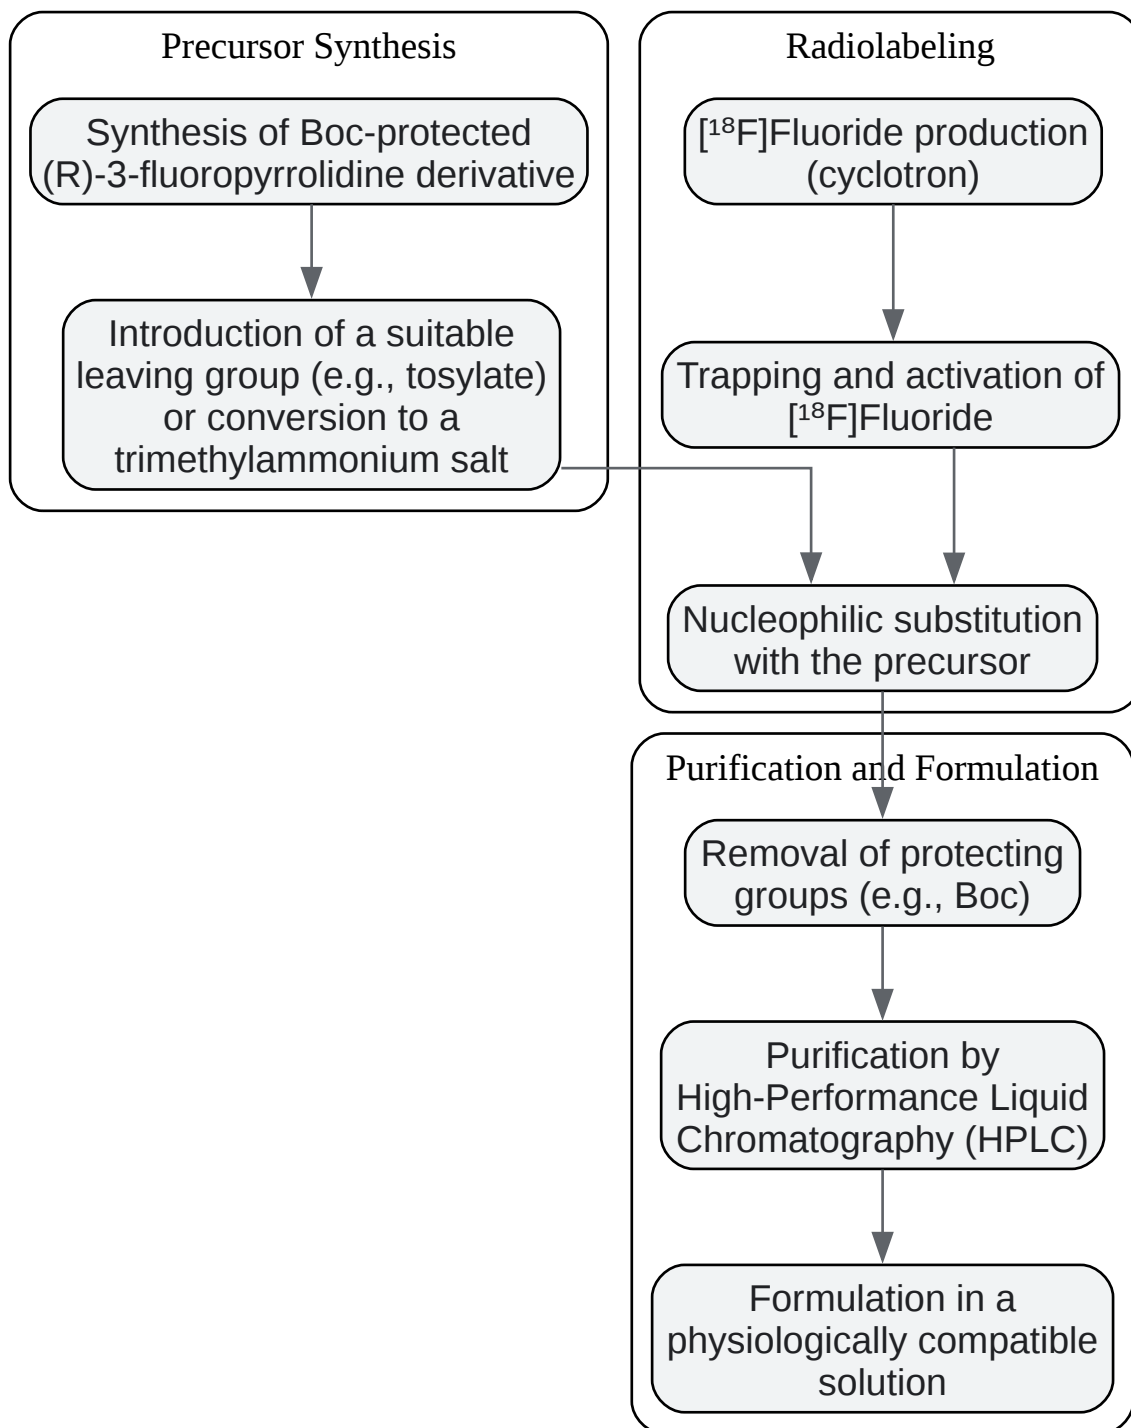 Precursor Synthesis
Synthesis of Boc-protected
(R)-3-fluoropyrrolidine derivative
Introduction of a suitable
leaving group (e.g., tosylate)
or conversion to a
trimethylammonium salt
Radiolabeling
[¹⁸F]Fluoride production
(cyclotron)
Trapping and activation of
[¹⁸F]Fluoride
Nucleophilic substitution
with the precursor
Purification and Formulation
Removal of protecting
groups (e.g., Boc)
Purification by
High-Performance Liquid
Chromatography (HPLC)
Formulation in a
physiologically compatible
solution